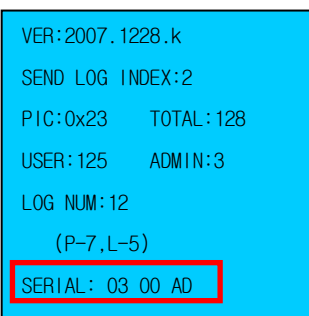 VER:2007.1228.k
SEND LOG INDEX:2
PIC:0x23 TOTAL:128
USER:125 ADMIN:3
LOG NUM:12
(P-7,L-5)
SERIAL: 03 00 AD